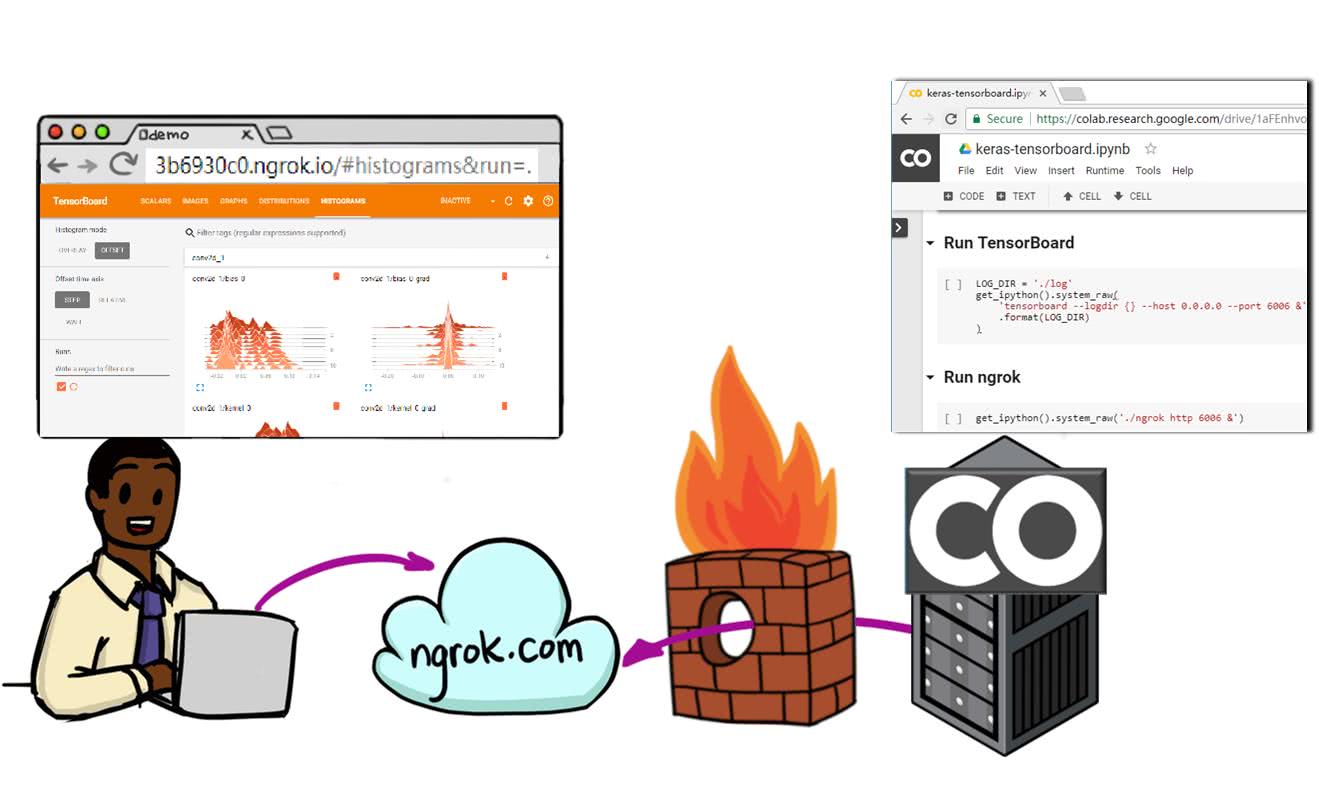 demo
3b6930c0.ngrok.io/#histograms&run=.
TensorBoard SCALARS IMAGES GRAPHS DISTRIBUTIONS HISTOGRAMS INACTIVE
Histogram mode
OVERLAY OFFSET
Offset time axis
STEP RELATIVE
WALL
Runs
Write a regex to filter runs
Filter tags (regular expressions supported)
conv2d_1
conv2d_1/bias_0
conv2d_1/bias_0_grad
conv2d_1/kernel_0
conv2d_1/kernel_0_grad
keras-tensorboard.ipyn
Secure https://colab.research.google.com/drive/1aFEnhvo
CO keras-tensorboard.ipynb
File Edit View Insert Runtime Tools Help
CODE TEXT CELL CELL
Run TensorBoard
[ ] LOG_DIR = './log'
get_ipython().system_raw(
'tensorboard --logdir {} --host 0.0.0.0 --port 6006 &'
.format(LOG_DIR)
)
Run ngrok
[ ] get_ipython().system_raw('./ngrok http 6006 &')
ngrok.com
CO